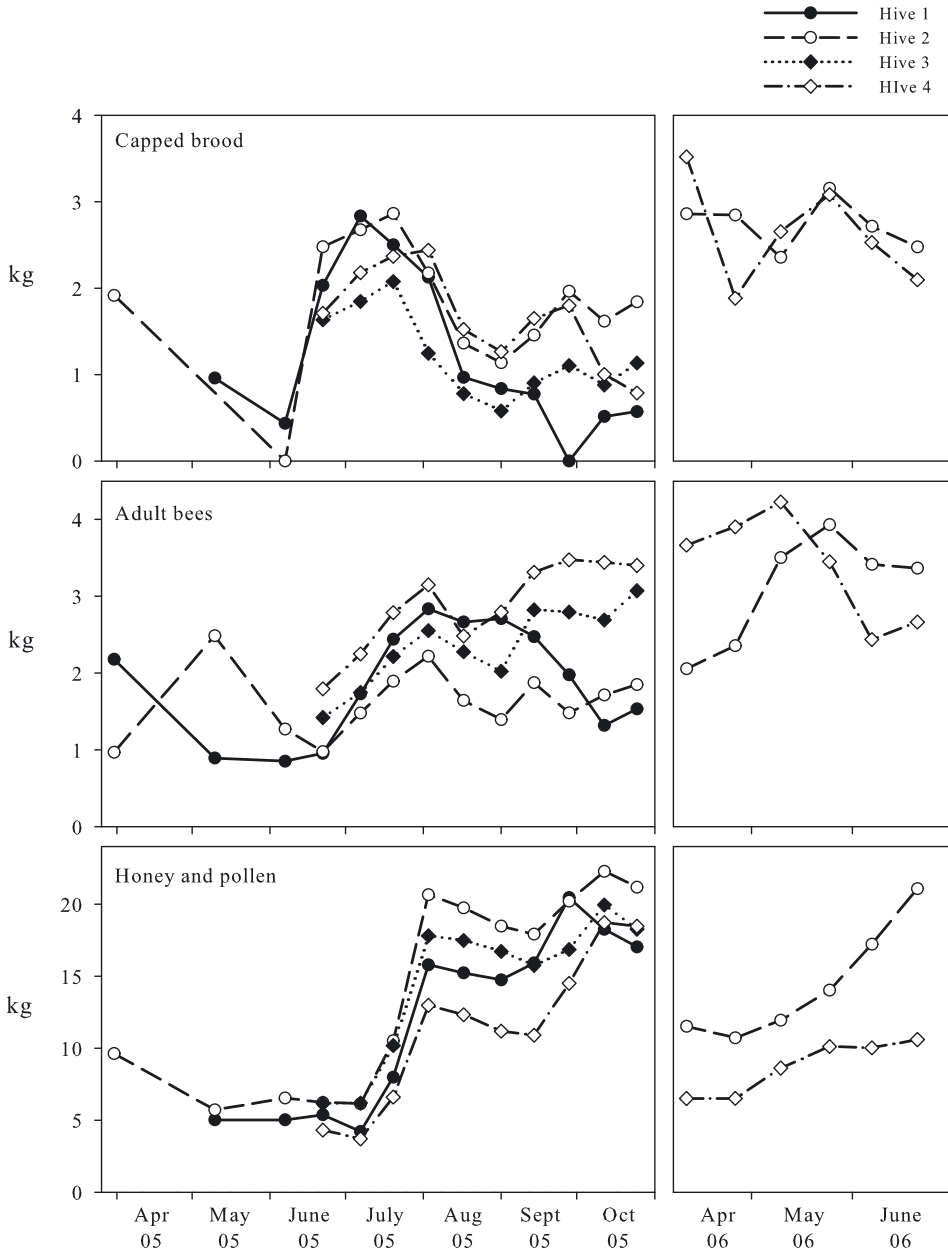 Hive 1
Hive 2
Hive 3
HIve 4
4
Capped brood
3
kg
2
1
0
4
Adult bees
3
kg
2
1
0
Honey and pollen
20
15
kg
10
5
0
Apr May June July Aug Sept Oct Apr May June
05 05 05 05 05 05 05 06 06 06